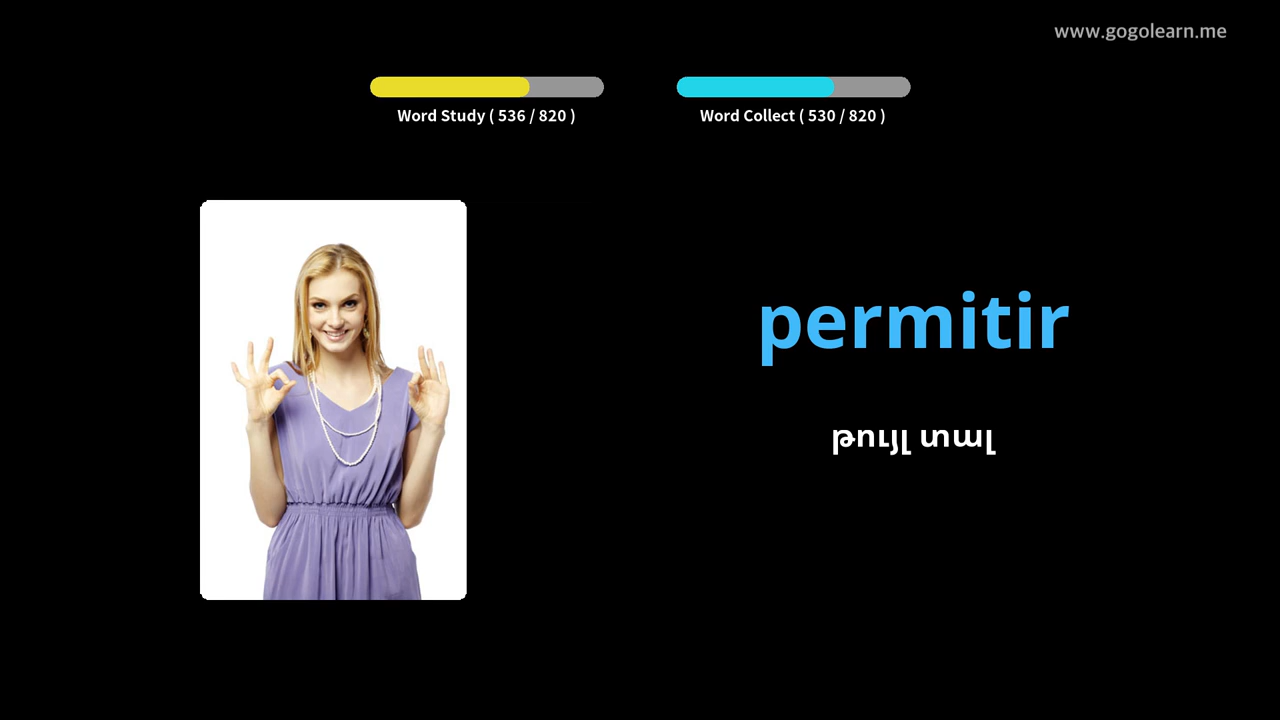 www.gogolearn.me
Word Study ( 536 / 820 )
Word Collect ( 530 / 820 )
permitir
թույլ տալ